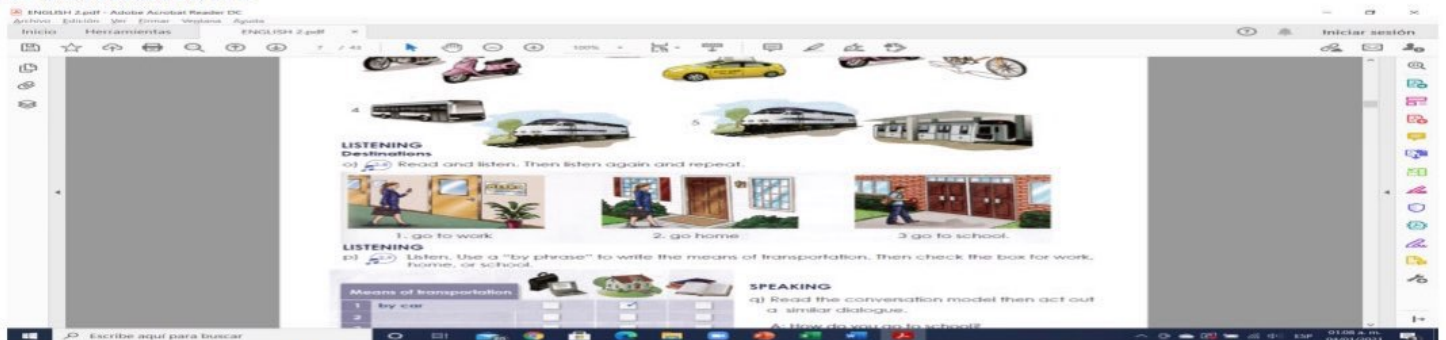 ENGLISH 2.pdf - Adobe Acrobat Reader DC
Archivo Edición Ver Firmar Ventana Ayuda
Inicio Herramientas ENGLISH 2.pdf Iniciar sesión
7 / 43 100%
4.
5.
LISTENING
Destinations
o) Read and listen. Then listen again and repeat.
1. go to work 2. go home 3 go to school.
LISTENING
p) Listen. Use a "by phrase" to write the means of transportation. Then check the box for work,
home, or school.
Means of transportation
1 by car
2
SPEAKING
q) Read the conversation model then act out
a similar dialogue.
A: How do you go to school?
Escribe aquí para buscar
ESP 01:08 a. m.